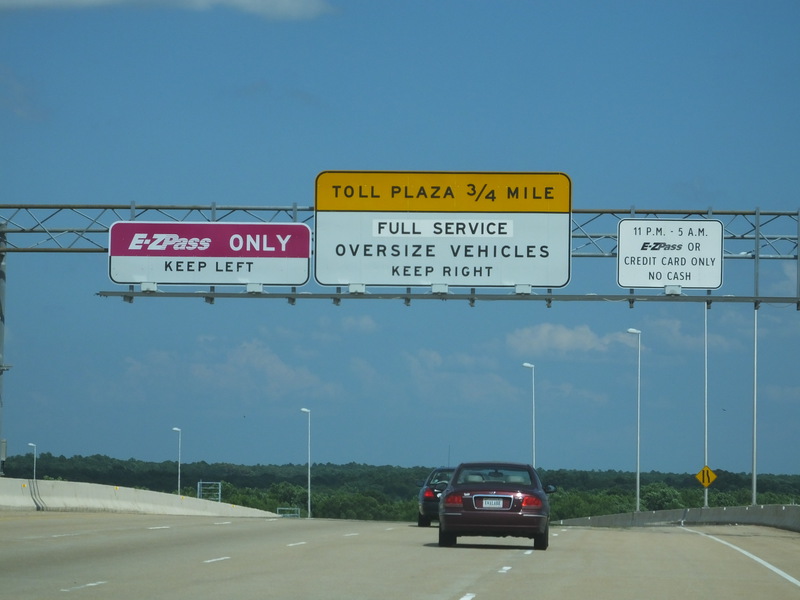 E-ZPass ONLY
KEEP LEFT
TOLL PLAZA 3/4 MILE
FULL SERVICE
OVERSIZE VEHICLES
KEEP RIGHT
11 P.M. - 5 A.M.
E-ZPass OR
CREDIT CARD ONLY
NO CASH